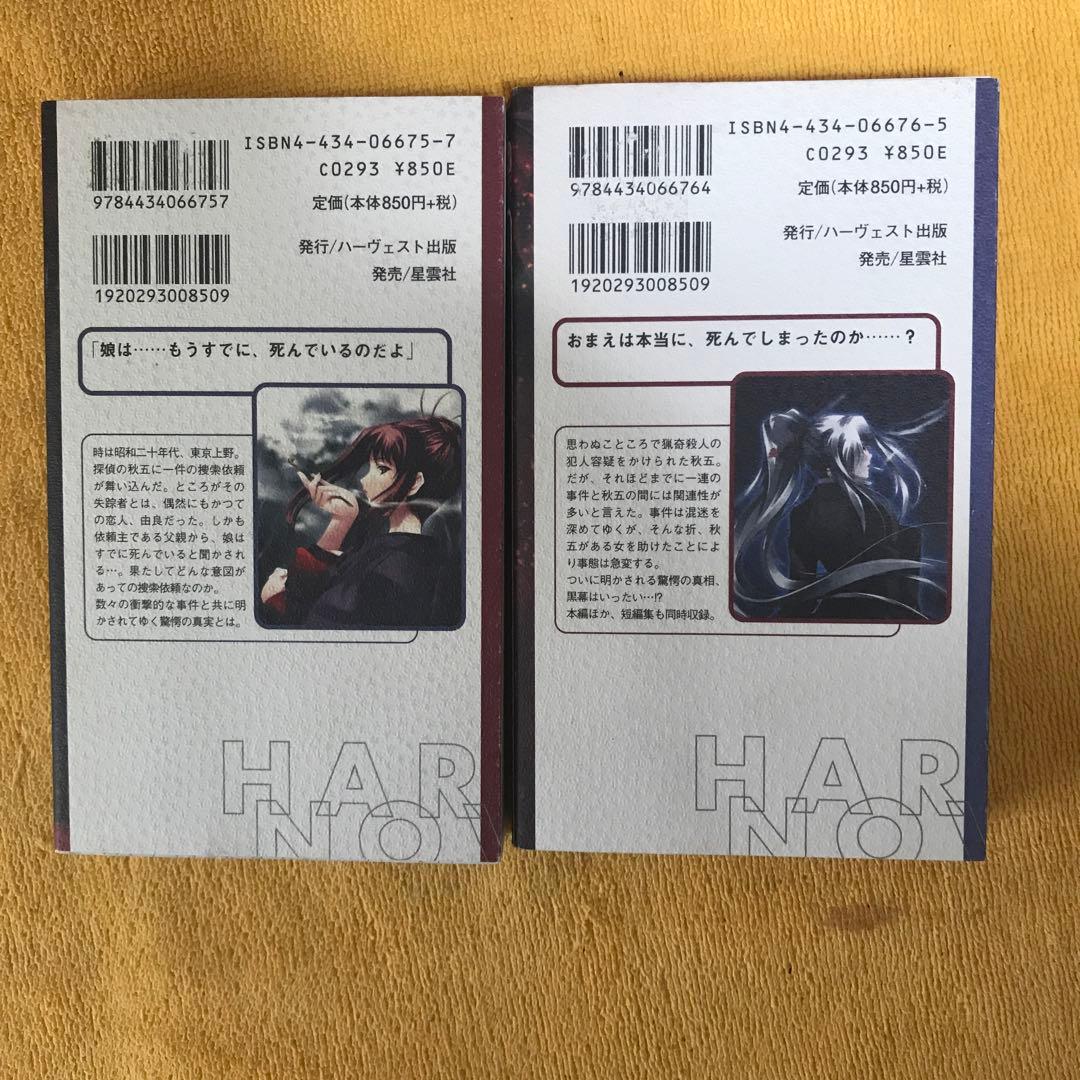 ISBN4-434-06675-7
C0293 ¥850E
9784434066757
定価(本体850円+税)
発行/ハーヴェスト出版
発売/星雲社
1920293008509
「娘は……もうすでに、死んでいるのだよ」
時は昭和二十年代、東京上野。
探偵の秋五に一件の捜索依頼
が舞い込んだ。ところがその
失踪者とは、偶然にもかつて
の恋人、由良だった。しかも
依頼主である父親から、娘は
すでに死んでいると聞かされ
る…。果たしてどんな意図が
あっての捜索依頼なのか。
数々の衝撃的な事件と共に明
かされてゆく驚愕の真実とは。
HAR
NOV
ISBN4-434-06676-5
C0293 ¥850E
9784434066764
定価(本体850円+税)
発行/ハーヴェスト出版
発売/星雲社
1920293008509
おまえは本当に、死んでしまったのか……？
思わぬこところで猟奇殺人の
犯人容疑をかけられた秋五。
だが、それほどまでに一連の
事件と秋五の間には関連性が
多いと言えた。事件は混迷を
深めてゆくが、そんな折、秋
五がある女を助けたことによ
り事態は急変する。
ついに明かされる驚愕の真相、
黒幕はいったい…!?
本編ほか、短編集も同時収録。
HAR
NOV